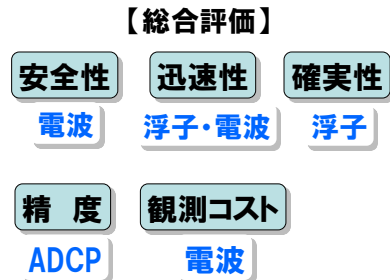 【総合評価】
安全性 迅速性 確実性
電波 浮子・電波 浮子
精 度 観測コスト
ADCP 電波